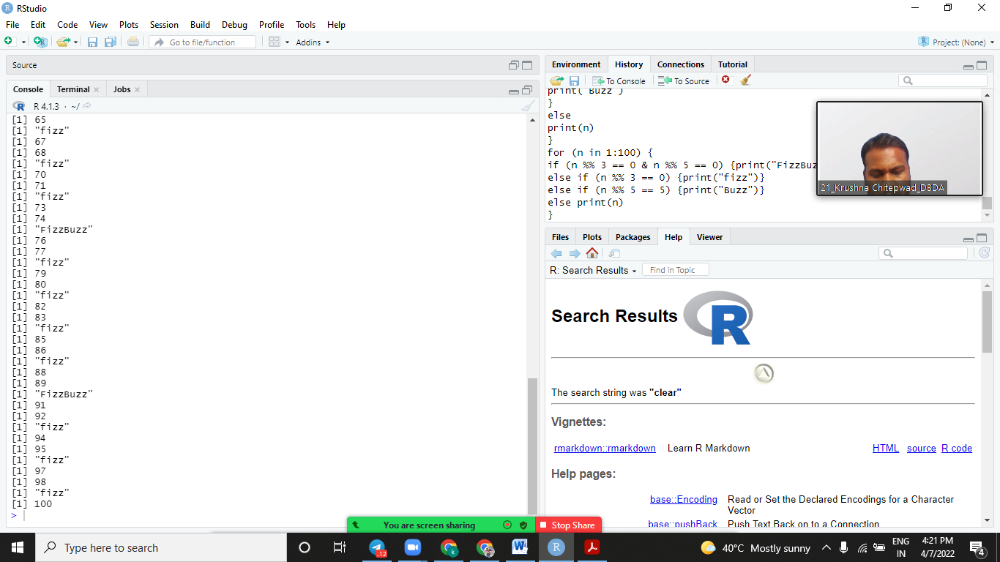 RStudio
File Edit Code View Plots Session Build Debug Profile Tools Help
Go to file/function Addins Project: (None)
Source
Console Terminal Jobs
R 4.1.3 · ~/
[1] 65
[1] "fizz"
[1] 67
[1] 68
[1] "fizz"
[1] 70
[1] 71
[1] "fizz"
[1] 73
[1] 74
[1] "FizzBuzz"
[1] 76
[1] 77
[1] "fizz"
[1] 79
[1] 80
[1] "fizz"
[1] 82
[1] 83
[1] "fizz"
[1] 85
[1] 86
[1] "fizz"
[1] 88
[1] 89
[1] "FizzBuzz"
[1] 91
[1] 92
[1] "fizz"
[1] 94
[1] 95
[1] "fizz"
[1] 97
[1] 98
[1] "fizz"
[1] 100
>
Environment History Connections Tutorial
To Console To Source
print("Buzz")
}
else
print(n)
}
for (n in 1:100) {
if (n %% 3 == 0 & n %% 5 == 0) {print("FizzBuz
else if (n %% 3 == 0) {print("fizz")}
else if (n %% 5 == 5) {print("Buzz")}
else print(n)
}
21_Krushna Chitepwad_DBDA
Files Plots Packages Help Viewer
R: Search Results Find in Topic
Search Results R
The search string was "clear"
Vignettes:
rmarkdown::rmarkdown Learn R Markdown HTML source R code
Help pages:
base::Encoding Read or Set the Declared Encodings for a Character
Vector
base::pushBack Push Text Back on to a Connection
You are screen sharing Stop Share
Type here to search
..12
40°C Mostly sunny
ENG
IN
4:21 PM
4/7/2022
4